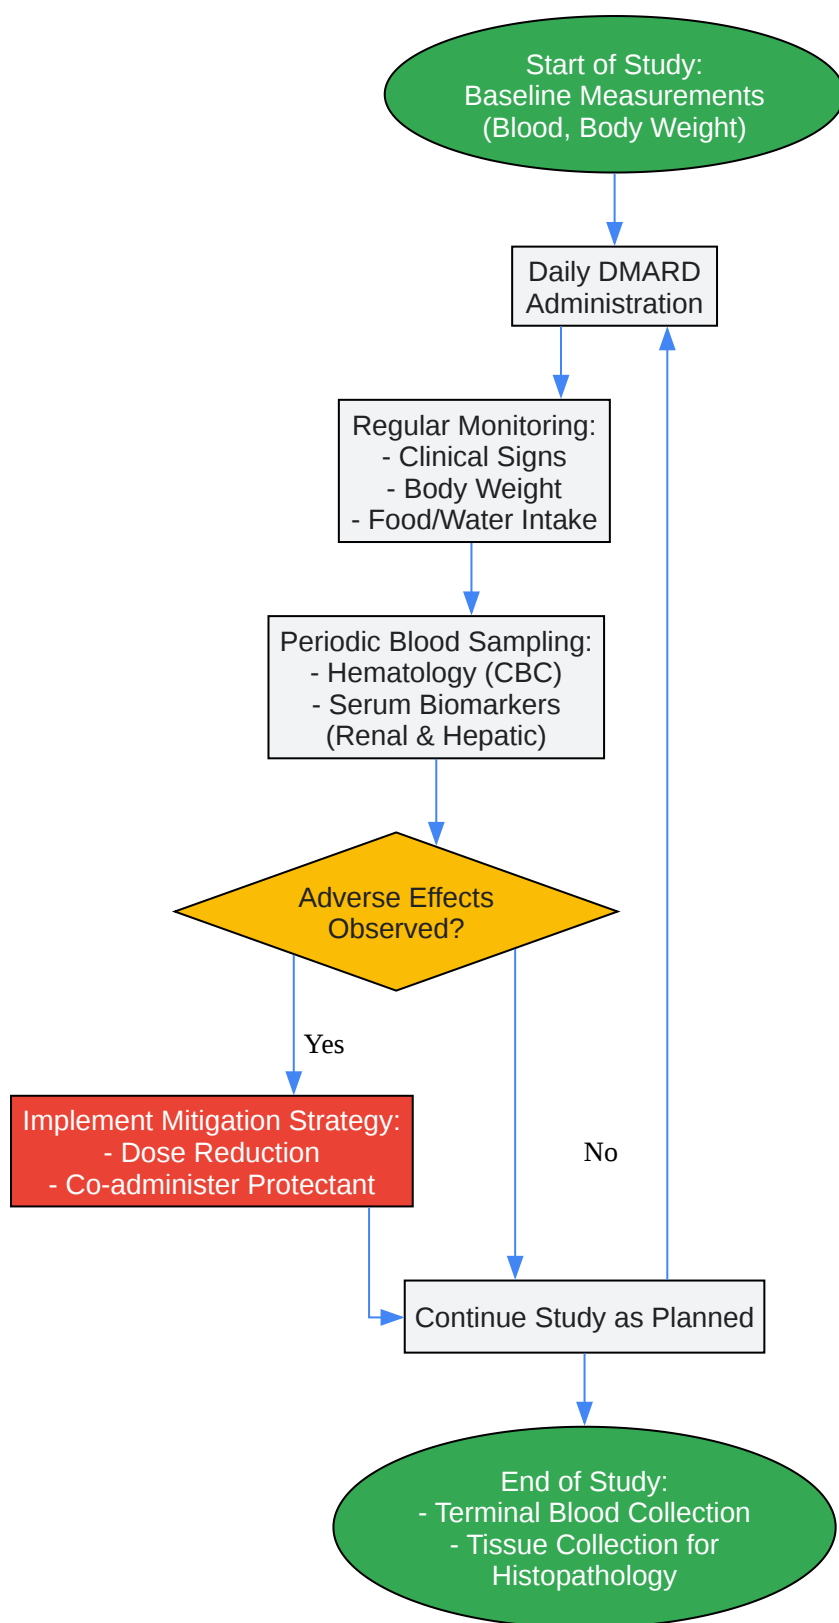 Start of Study:
Baseline Measurements
(Blood, Body Weight)
Daily DMARD
Administration
Regular Monitoring:
- Clinical Signs
- Body Weight
- Food/Water Intake
Periodic Blood Sampling:
- Hematology (CBC)
- Serum Biomarkers
(Renal & Hepatic)
Adverse Effects
Observed?
Yes
Implement Mitigation Strategy:
- Dose Reduction
- Co-administer Protectant
No
Continue Study as Planned
End of Study:
- Terminal Blood Collection
- Tissue Collection for
Histopathology